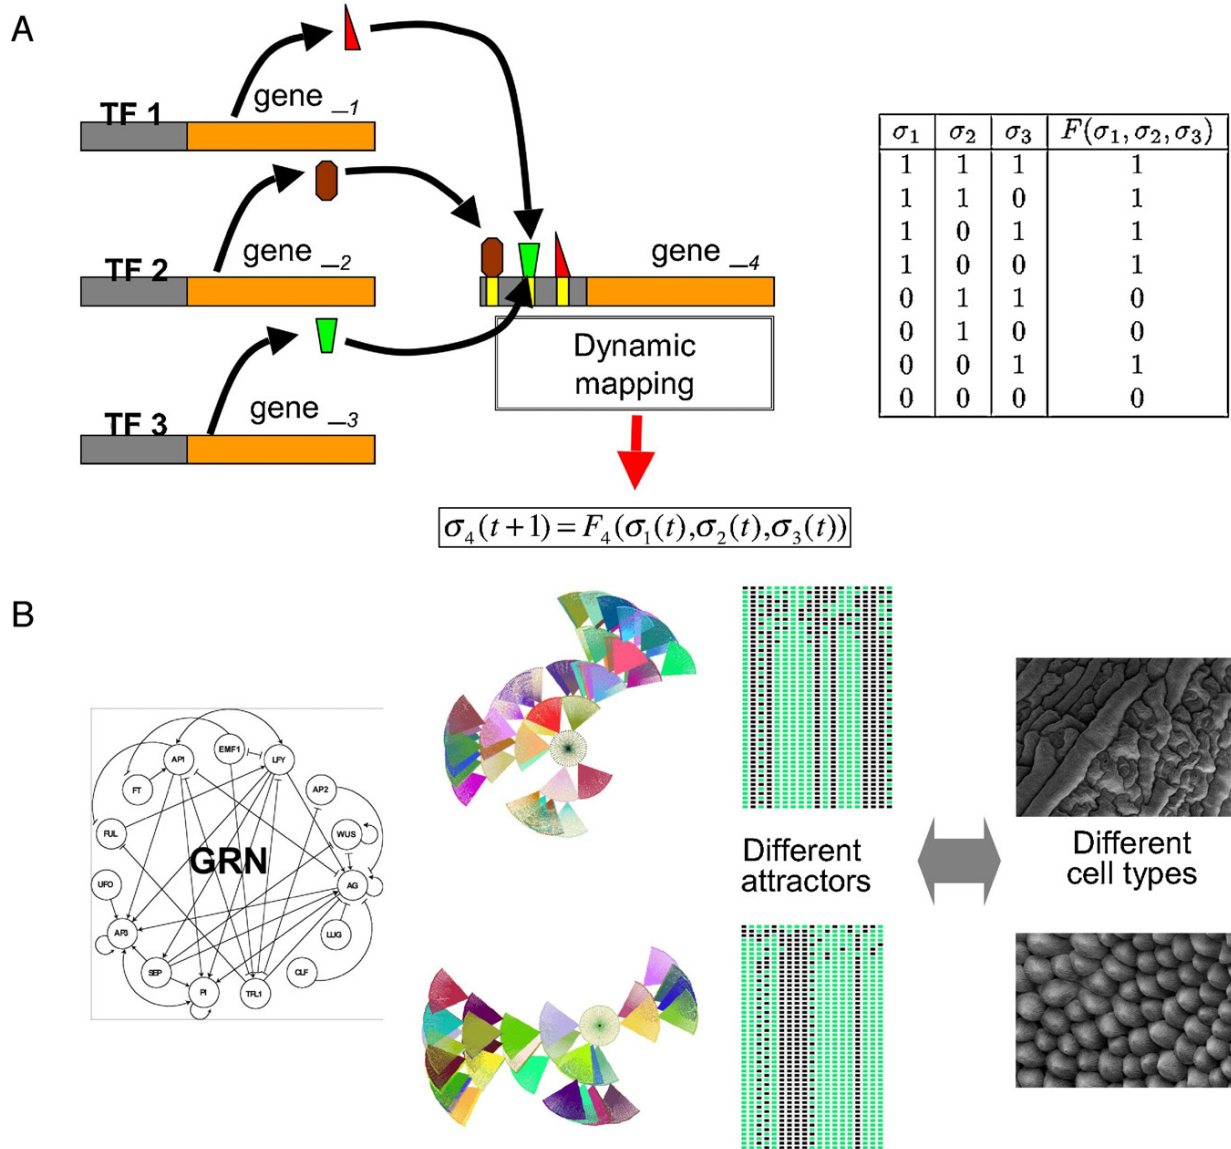 A
TF 1
gene _1
TF 2
gene _2
TF 3
gene _3
gene _4
Dynamic
mapping
σ₄(t+1) = F₄(σ₁(t),σ₂(t),σ₃(t))
σ₁ σ₂ σ₃ F(σ₁, σ₂, σ₃)
1 1 1 1
1 1 0 1
1 0 1 1
1 0 0 1
0 1 1 0
0 1 0 0
0 0 1 1
0 0 0 0
B
GRN
EMF1
AP1
LFY
FT
AP2
FUL
WUS
UFO
AG
AP3
LUG
SEP
CLF
PI
TFL1
Different
attractors
Different
cell types